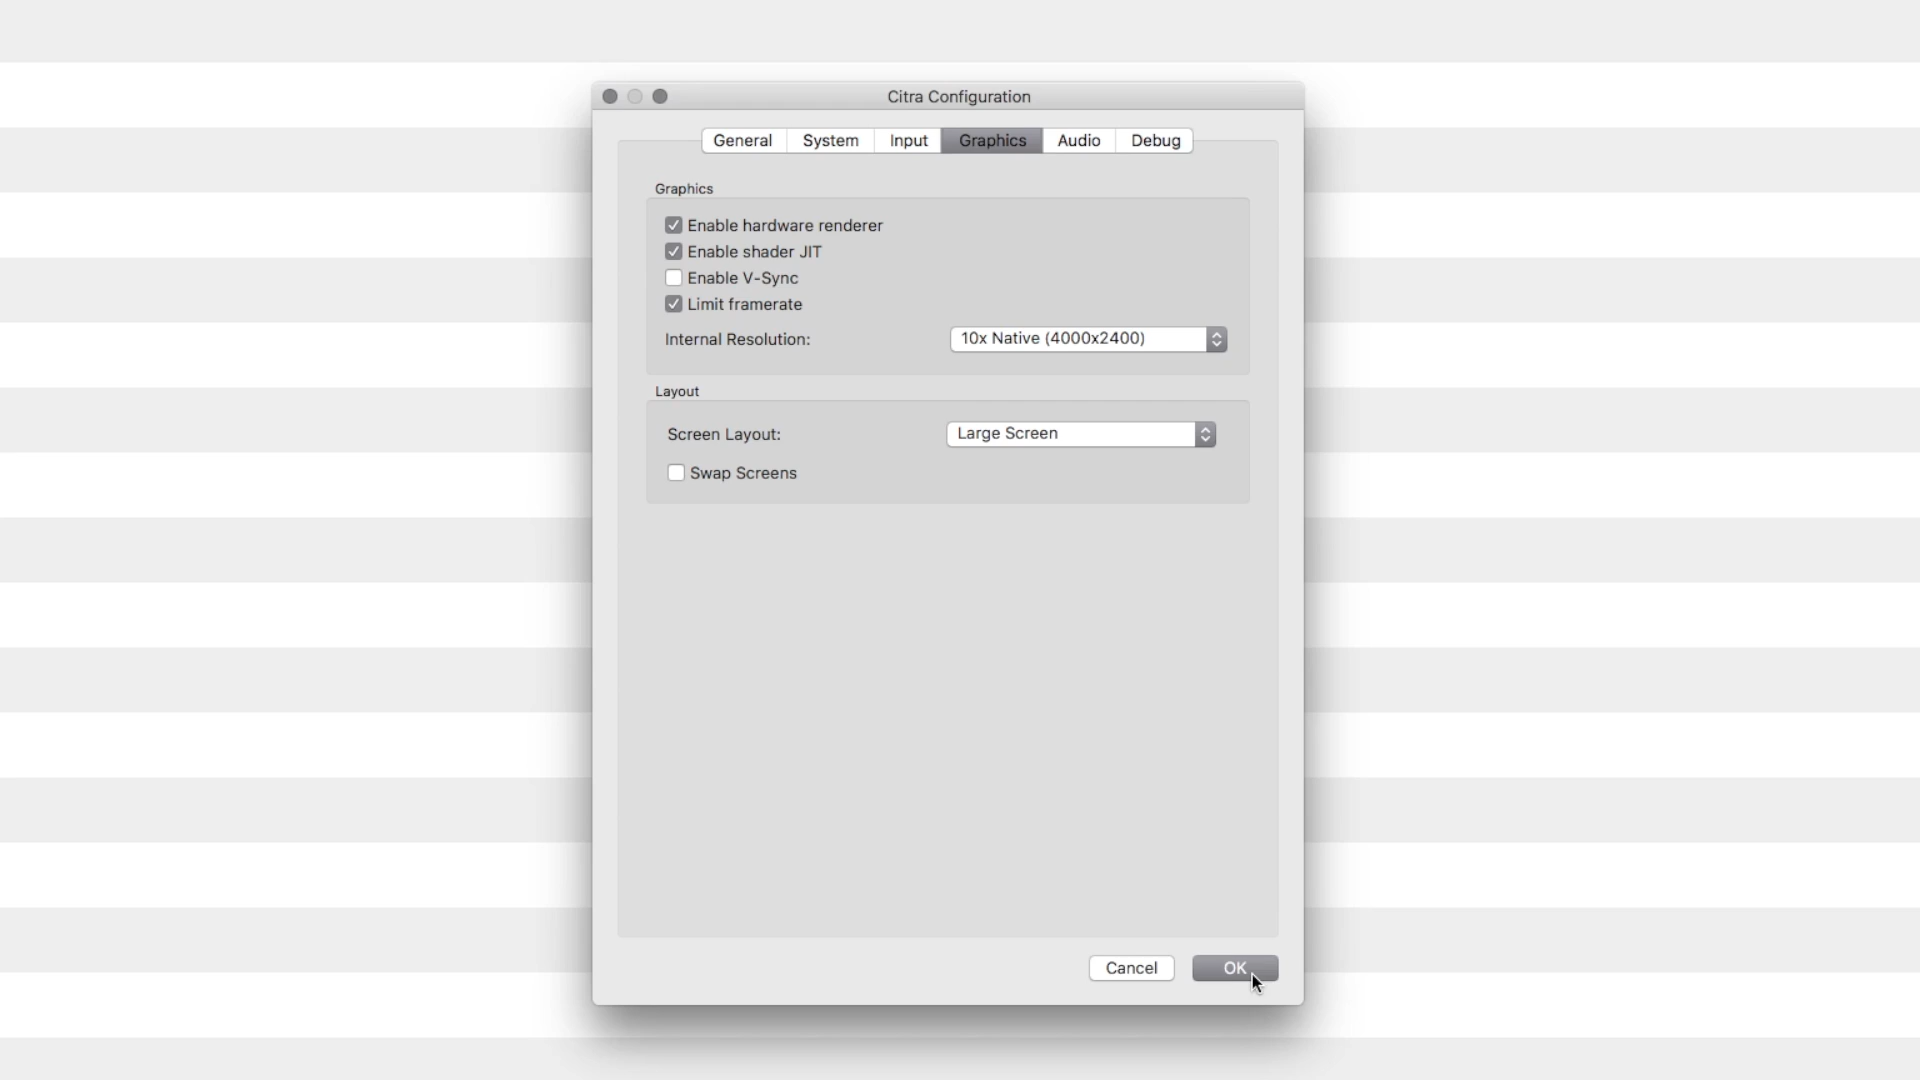 Citra Configuration
General System Input Graphics Audio Debug
Graphics
Enable hardware renderer
Enable shader JIT
Enable V-Sync
Limit framerate
Internal Resolution: 10x Native (4000x2400)
Layout
Screen Layout: Large Screen
Swap Screens
Cancel OK